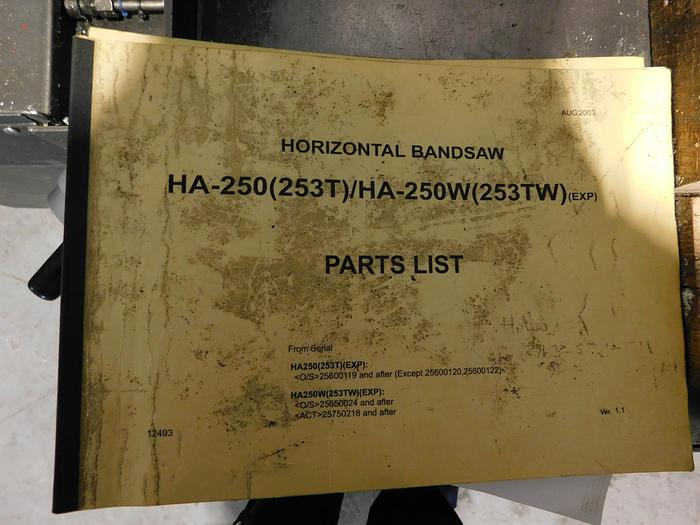 AUG.2003
HORIZONTAL BANDSAW
HA-250(253T)/HA-250W(253TW)(EXP)
PARTS LIST
From Serial
HA250(253T)(EXP):
<O/S>25600119 and after (Except 25600120,25600122)
HA250W(253TW)(EXP):
<O/S>25650024 and after
<ACT>25750218 and after
Ver. 1.1
12493